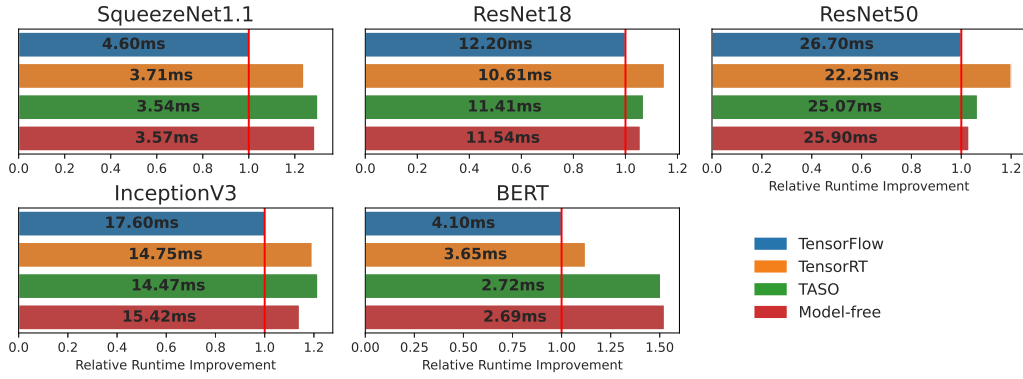 SqueezeNet1.1
4.60ms
3.71ms
3.54ms
3.57ms
0.0 0.2 0.4 0.6 0.8 1.0 1.2
ResNet18
12.20ms
10.61ms
11.41ms
11.54ms
0.0 0.2 0.4 0.6 0.8 1.0 1.2
ResNet50
26.70ms
22.25ms
25.07ms
25.90ms
0.0 0.2 0.4 0.6 0.8 1.0 1.2
Relative Runtime Improvement
InceptionV3
17.60ms
14.75ms
14.47ms
15.42ms
0.0 0.2 0.4 0.6 0.8 1.0 1.2
Relative Runtime Improvement
BERT
4.10ms
3.65ms
2.72ms
2.69ms
0.00 0.25 0.50 0.75 1.00 1.25 1.50
Relative Runtime Improvement
TensorFlow
TensorRT
TASO
Model-free